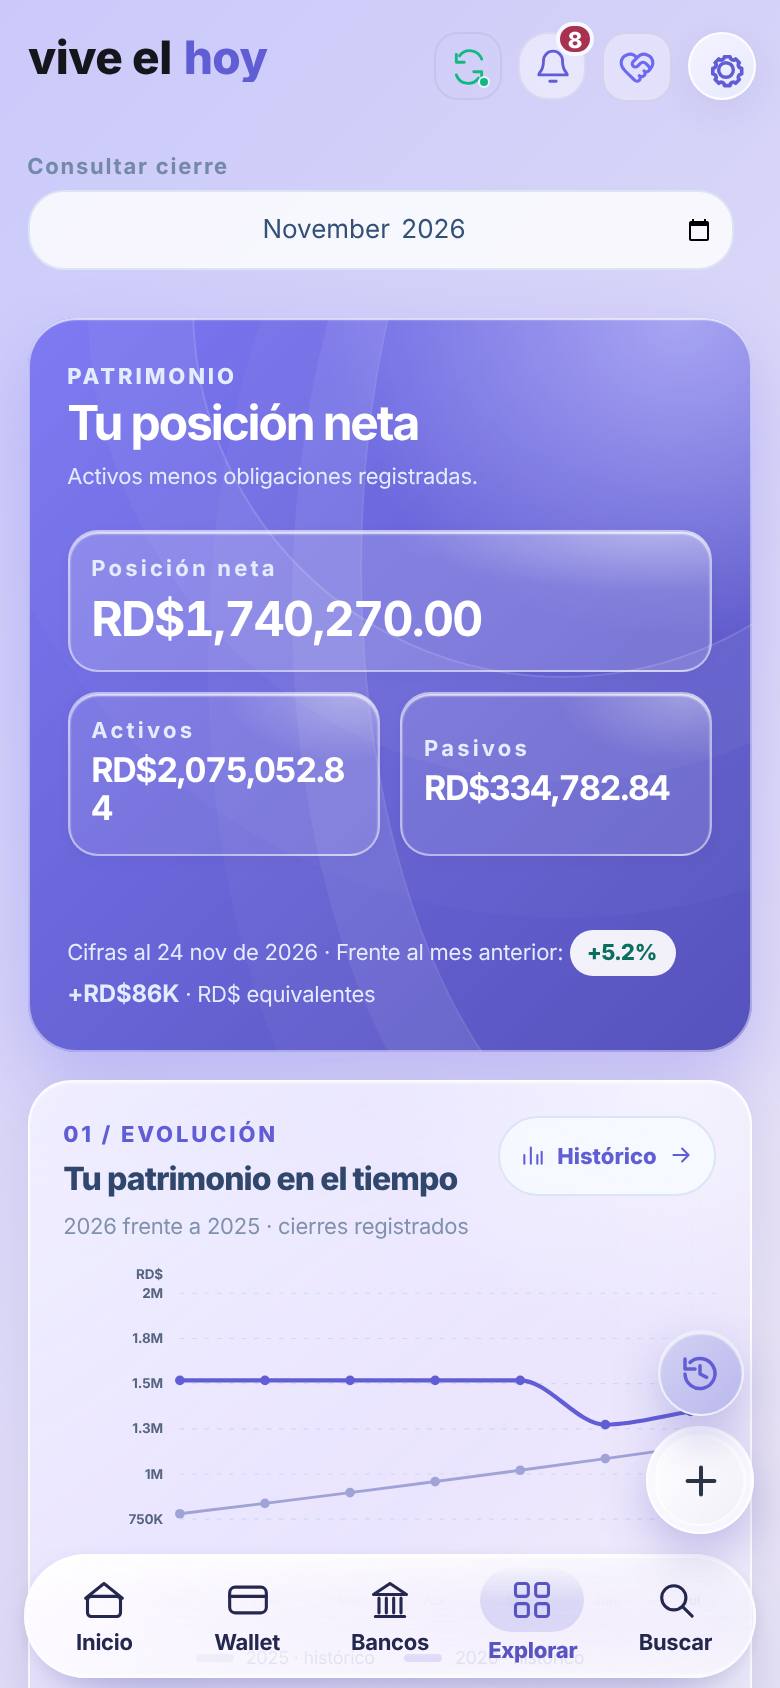 vive el hoy
8
Consultar cierre
November 2026
PATRIMONIO
Tu posición neta
Activos menos obligaciones registradas.
Posición neta
RD$1,740,270.00
Activos
RD$2,075,052.8
4
Pasivos
RD$334,782.84
Cifras al 24 nov de 2026 · Frente al mes anterior: +5.2%
+RD$86K · RD$ equivalentes
01 / EVOLUCIÓN
Histórico
Tu patrimonio en el tiempo
2026 frente a 2025 · cierres registrados
RD$
2M
1.8M
1.5M
1.3M
1M
750K
2025 · histórico
Inicio
Wallet
Bancos
Explorar
Buscar